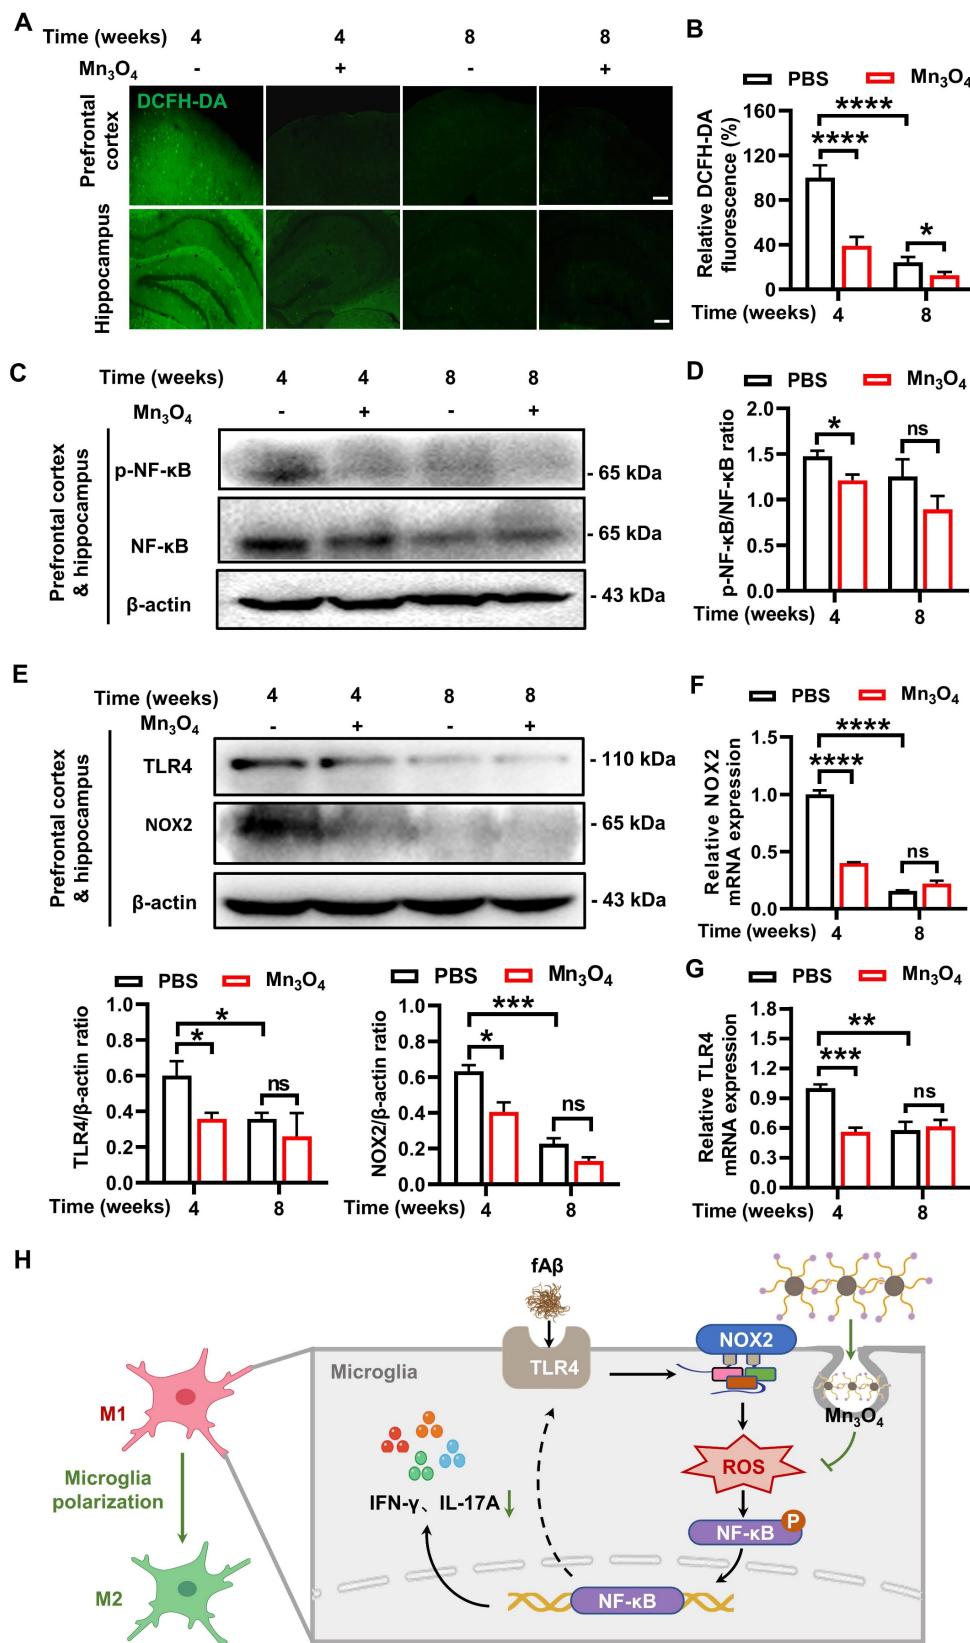 A
Time (weeks) 4 4 8 8
Mn₃O₄ - + - +
DCFH-DA
Prefrontal cortex
Hippocampus
B
PBS Mn₃O₄
Relative DCFH-DA fluorescence (%)
160
120
80
40
0
****
****
*
Time (weeks) 4 8
C
Time (weeks) 4 4 8 8
Mn₃O₄ - + - +
Prefrontal cortex & hippocampus
p-NF-κB - 65 kDa
NF-κB - 65 kDa
β-actin - 43 kDa
D
PBS Mn₃O₄
p-NF-κB/NF-κB ratio
2.0
1.5
1.0
0.5
0.0
*
ns
Time (weeks) 4 8
E
Time (weeks) 4 4 8 8
Mn₃O₄ - + - +
Prefrontal cortex & hippocampus
TLR4 - 110 kDa
NOX2 - 65 kDa
β-actin - 43 kDa
PBS Mn₃O₄
TLR4/β-actin ratio
1.0
0.8
0.6
0.4
0.2
0.0
*
*
ns
Time (weeks) 4 8
PBS Mn₃O₄
NOX2/β-actin ratio
1.0
0.8
0.6
0.4
0.2
0.0
***
*
ns
Time (weeks) 4 8
F
PBS Mn₃O₄
Relative NOX2 mRNA expression
1.5
1.0
0.5
0.0
****
****
ns
Time (weeks) 4 8
G
PBS Mn₃O₄
Relative TLR4 mRNA expression
1.8
1.5
1.2
0.9
0.6
0.3
0.0
**
***
ns
Time (weeks) 4 8
H
fAβ
Microglia
TLR4
NOX2
Mn₃O₄
M1
Microglia polarization
M2
ROS
IFN-γ、IL-17A
P
NF-κB
NF-κB